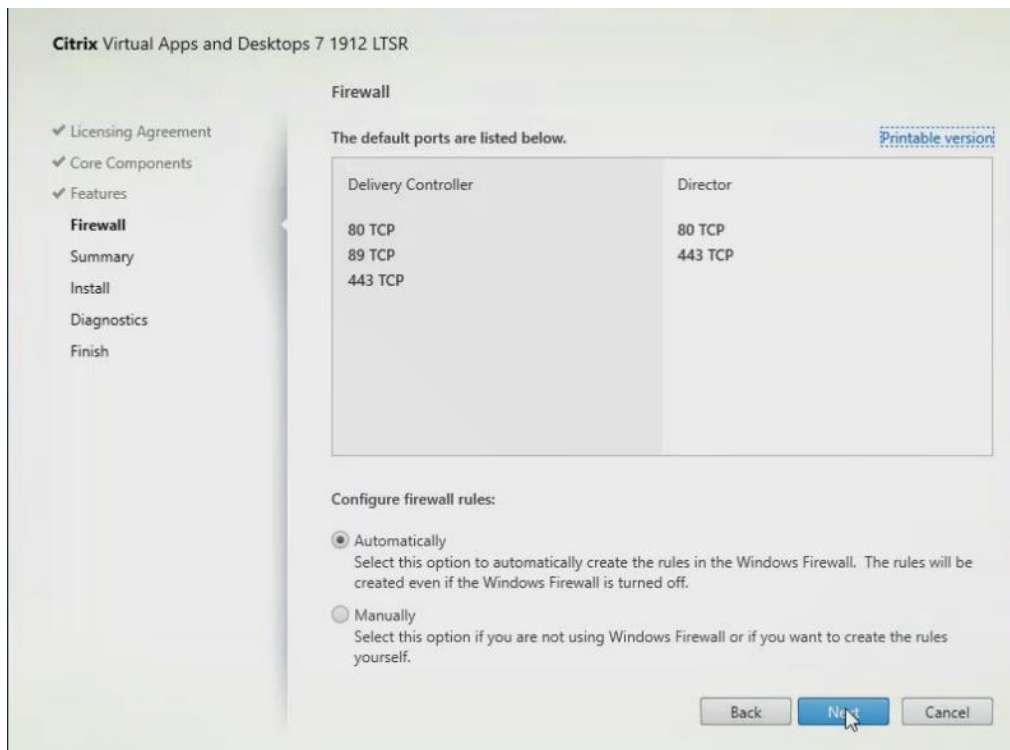 Citrix Virtual Apps and Desktops 7 1912 LTSR
Firewall
Licensing Agreement
Core Components
Features
Firewall
Summary
Install
Diagnostics
Finish
The default ports are listed below.
Printable version
Delivery Controller
80 TCP
89 TCP
443 TCP
Director
80 TCP
443 TCP
Configure firewall rules:
Automatically
Select this option to automatically create the rules in the Windows Firewall. The rules will be
created even if the Windows Firewall is turned off.
Manually
Select this option if you are not using Windows Firewall or if you want to create the rules
yourself.
Back
Next
Cancel